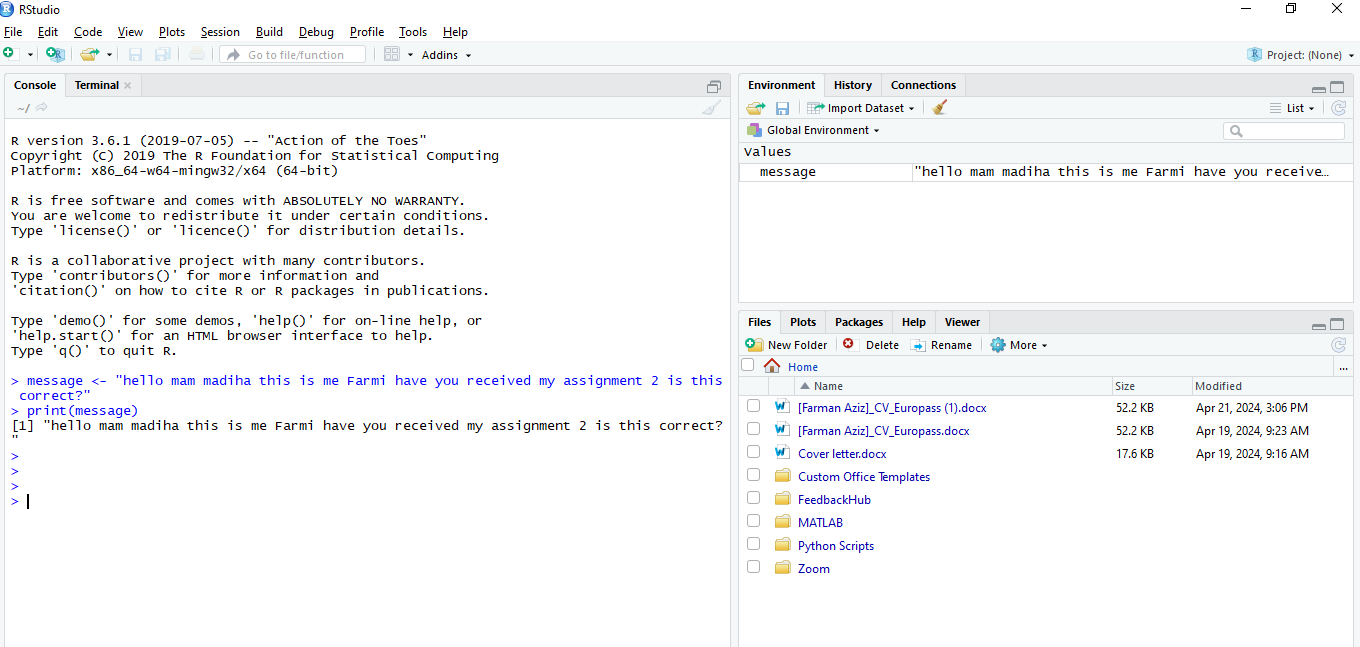 RStudio
File Edit Code View Plots Session Build Debug Profile Tools Help
Go to file/function Addins Project: (None)
Console Terminal
~/
R version 3.6.1 (2019-07-05) -- "Action of the Toes"
Copyright (C) 2019 The R Foundation for Statistical Computing
Platform: x86_64-w64-mingw32/x64 (64-bit)
R is free software and comes with ABSOLUTELY NO WARRANTY.
You are welcome to redistribute it under certain conditions.
Type 'license()' or 'licence()' for distribution details.
R is a collaborative project with many contributors.
Type 'contributors()' for more information and
'citation()' on how to cite R or R packages in publications.
Type 'demo()' for some demos, 'help()' for on-line help, or
'help.start()' for an HTML browser interface to help.
Type 'q()' to quit R.
> message <- "hello mam madiha this is me Farmi have you received my assignment 2 is this
correct?"
> print(message)
[1] "hello mam madiha this is me Farmi have you received my assignment 2 is this correct?
"
>
>
>
>
Environment History Connections
Import Dataset List
Global Environment
Values
message "hello mam madiha this is me Farmi have you receive…
Files Plots Packages Help Viewer
New Folder Delete Rename More
Home ...
Name Size Modified
[Farman Aziz]_CV_Europass (1).docx 52.2 KB Apr 21, 2024, 3:06 PM
[Farman Aziz]_CV_Europass.docx 52.2 KB Apr 19, 2024, 9:23 AM
Cover letter.docx 17.6 KB Apr 19, 2024, 9:16 AM
Custom Office Templates
FeedbackHub
MATLAB
Python Scripts
Zoom